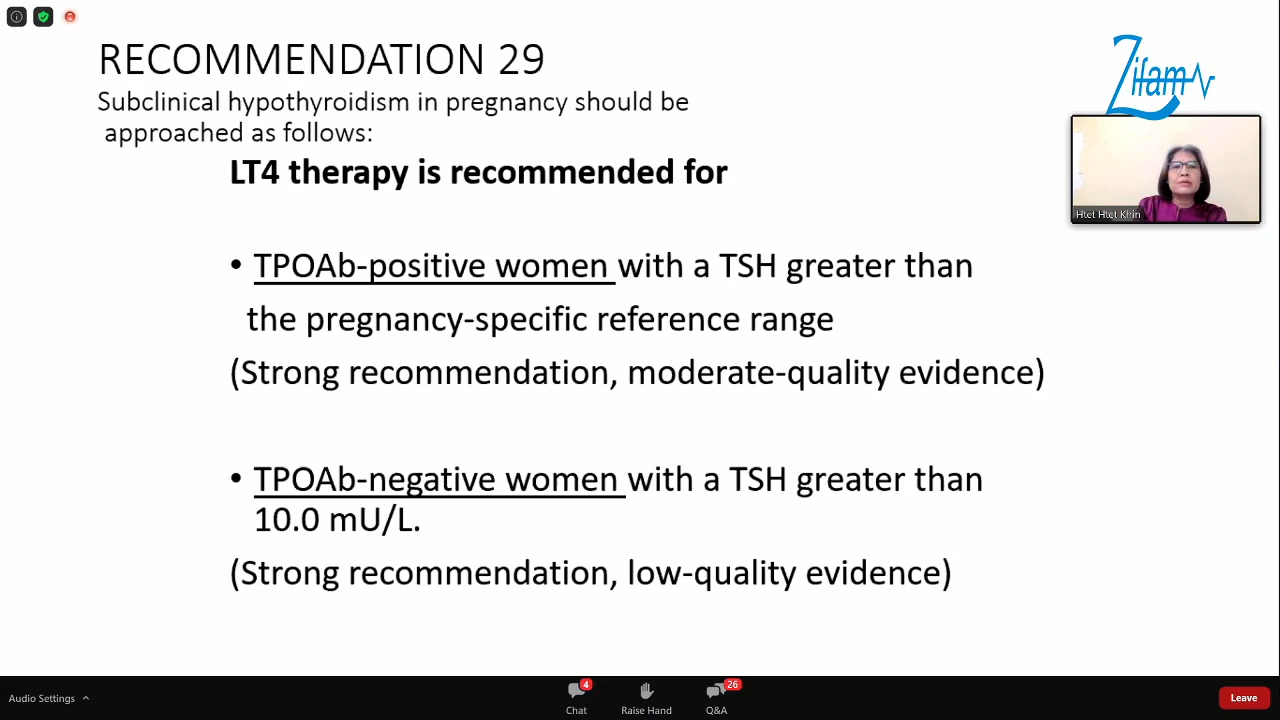 RECOMMENDATION 29
Subclinical hypothyroidism in pregnancy should be
approached as follows:
LT4 therapy is recommended for
• TPOAb-positive women with a TSH greater than
the pregnancy-specific reference range
(Strong recommendation, moderate-quality evidence)
• TPOAb-negative women with a TSH greater than
10.0 mU/L.
(Strong recommendation, low-quality evidence)
Zifam
Htet Htet Khin
Audio Settings
4
Chat
Raise Hand
26
Q&A
Leave